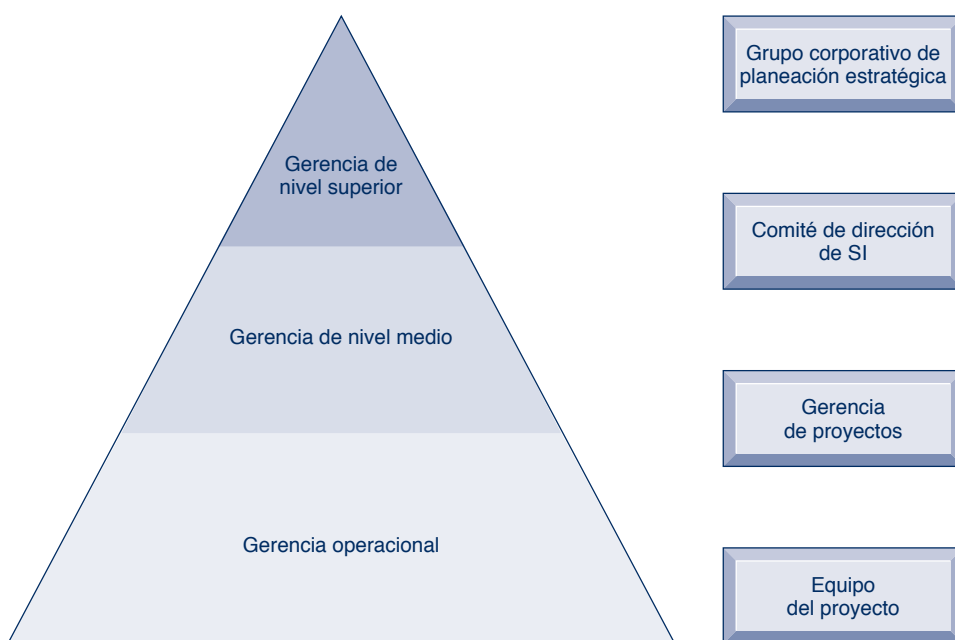 Gerencia de
nivel superior
Gerencia de nivel medio
Gerencia operacional
Grupo corporativo de
planeación estratégica
Comité de dirección
de SI
Gerencia
de proyectos
Equipo
del proyecto